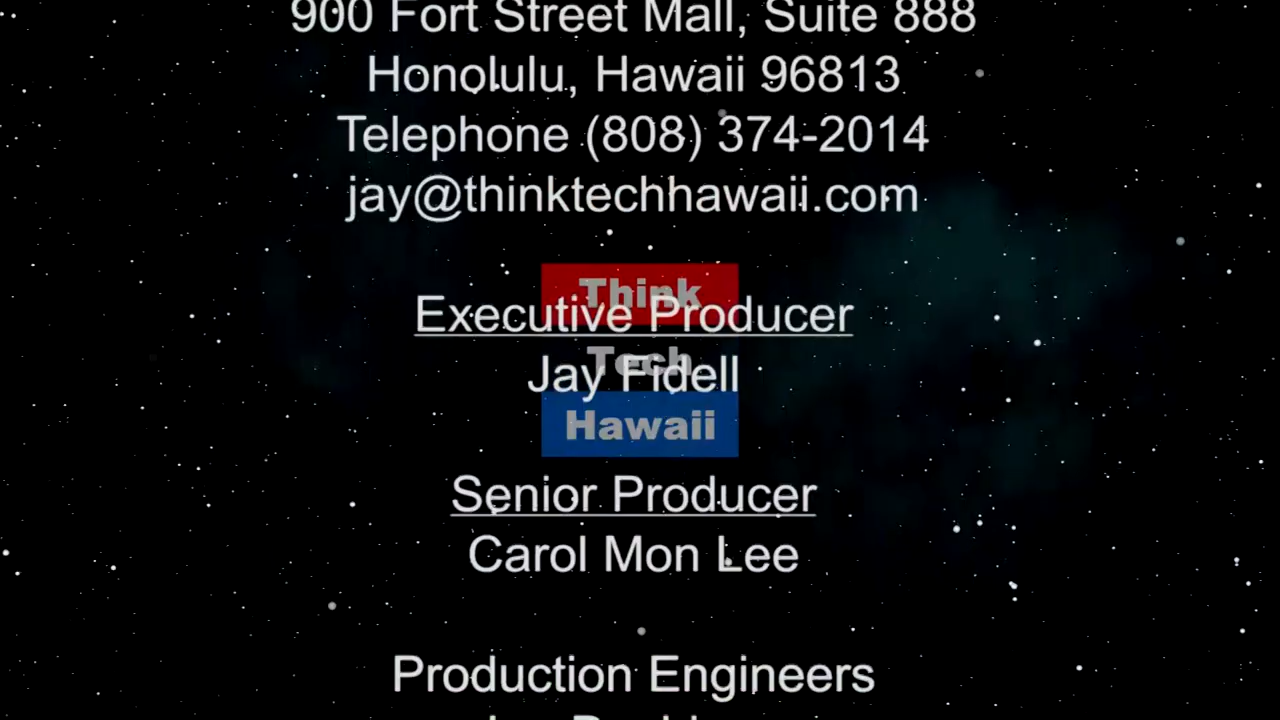 900 Fort Street Mall, Suite 888
Honolulu, Hawaii 96813
Telephone (808) 374-2014
jay@thinktechhawaii.com
Think
Executive Producer
Tech
Jay Fidell
Hawaii
Senior Producer
Carol Mon Lee
Production Engineers